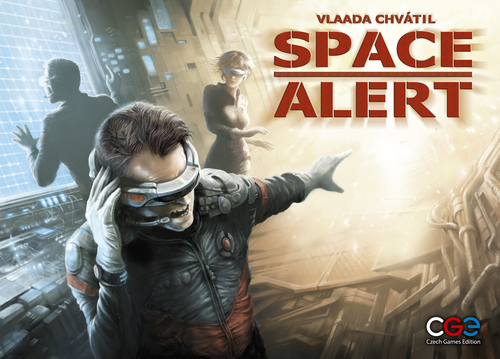 VLAADA CHVÁTIL
SPACE
ALERT
CGE
Czech Games Edition